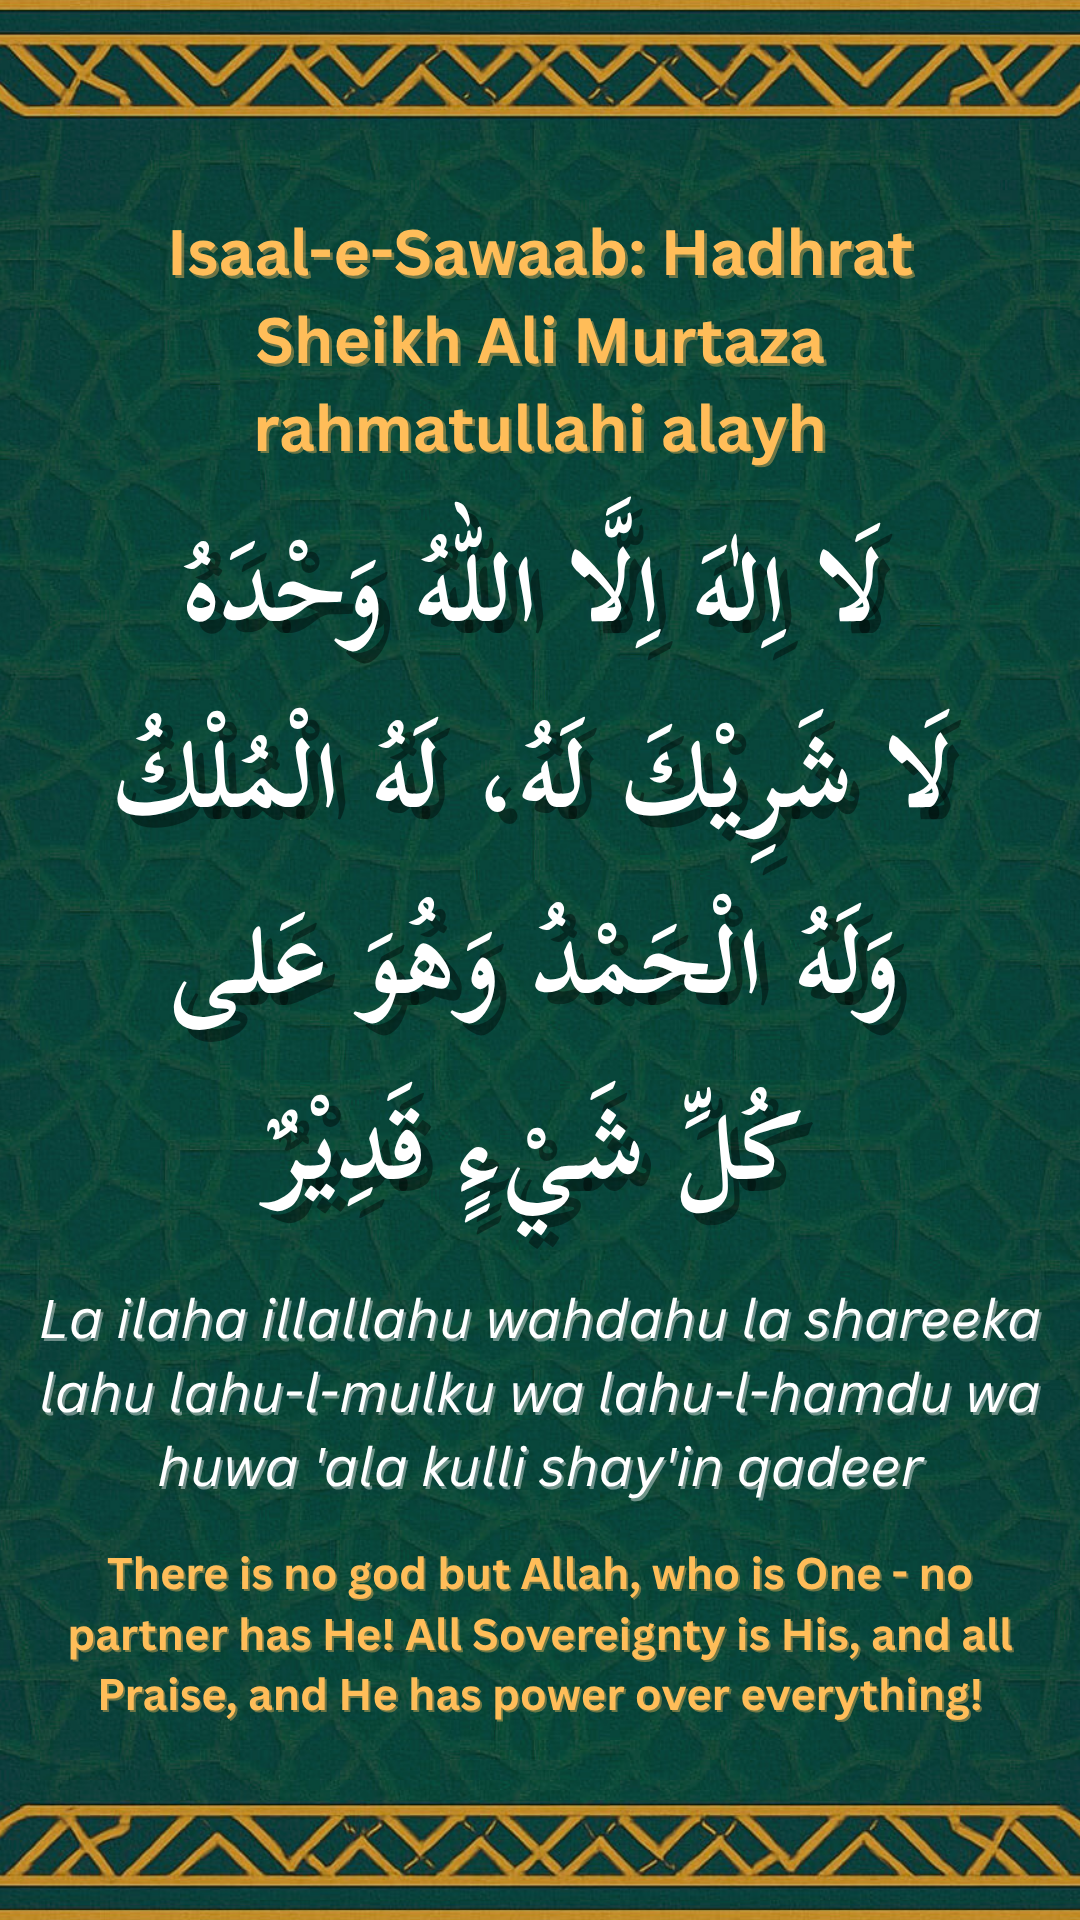 Isaal-e-Sawaab: Hadhrat
Sheikh Ali Murtaza
rahmatullahi alayh
لَا اِلٰهَ اِلَّا اللّٰهُ وَحْدَهُ
لَا شَرِيْكَ لَهُ، لَهُ الْمُلْكُ
وَلَهُ الْحَمْدُ وَهُوَ عَلى
كُلِّ شَيْءٍ قَدِيْرٌ
La ilaha illallahu wahdahu la shareeka
lahu lahu-l-mulku wa lahu-l-hamdu wa
huwa 'ala kulli shay'in qadeer
There is no god but Allah, who is One - no
partner has He! All Sovereignty is His, and all
Praise, and He has power over everything!